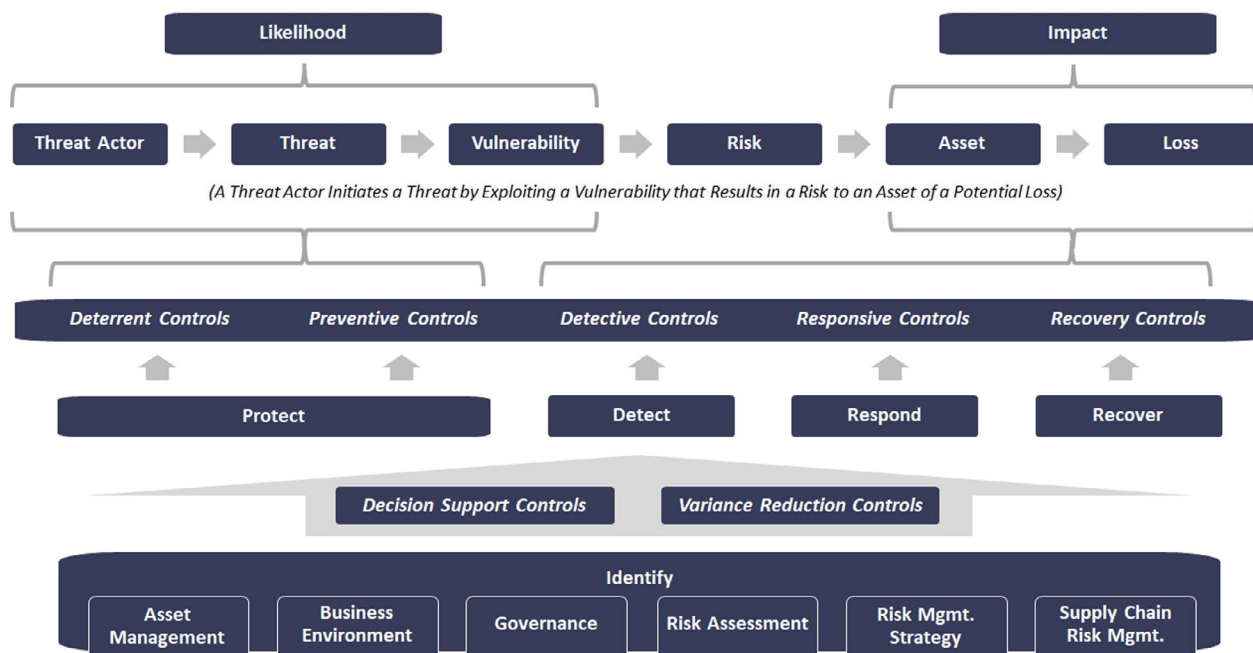 Likelihood
Impact
Threat Actor
Threat
Vulnerability
Risk
Asset
Loss
(A Threat Actor Initiates a Threat by Exploiting a Vulnerability that Results in a Risk to an Asset of a Potential Loss)
Deterrent Controls
Preventive Controls
Detective Controls
Responsive Controls
Recovery Controls
Protect
Detect
Respond
Recover
Decision Support Controls
Variance Reduction Controls
Identify
Asset
Management
Business
Environment
Governance
Risk Assessment
Risk Mgmt.
Strategy
Supply Chain
Risk Mgmt.